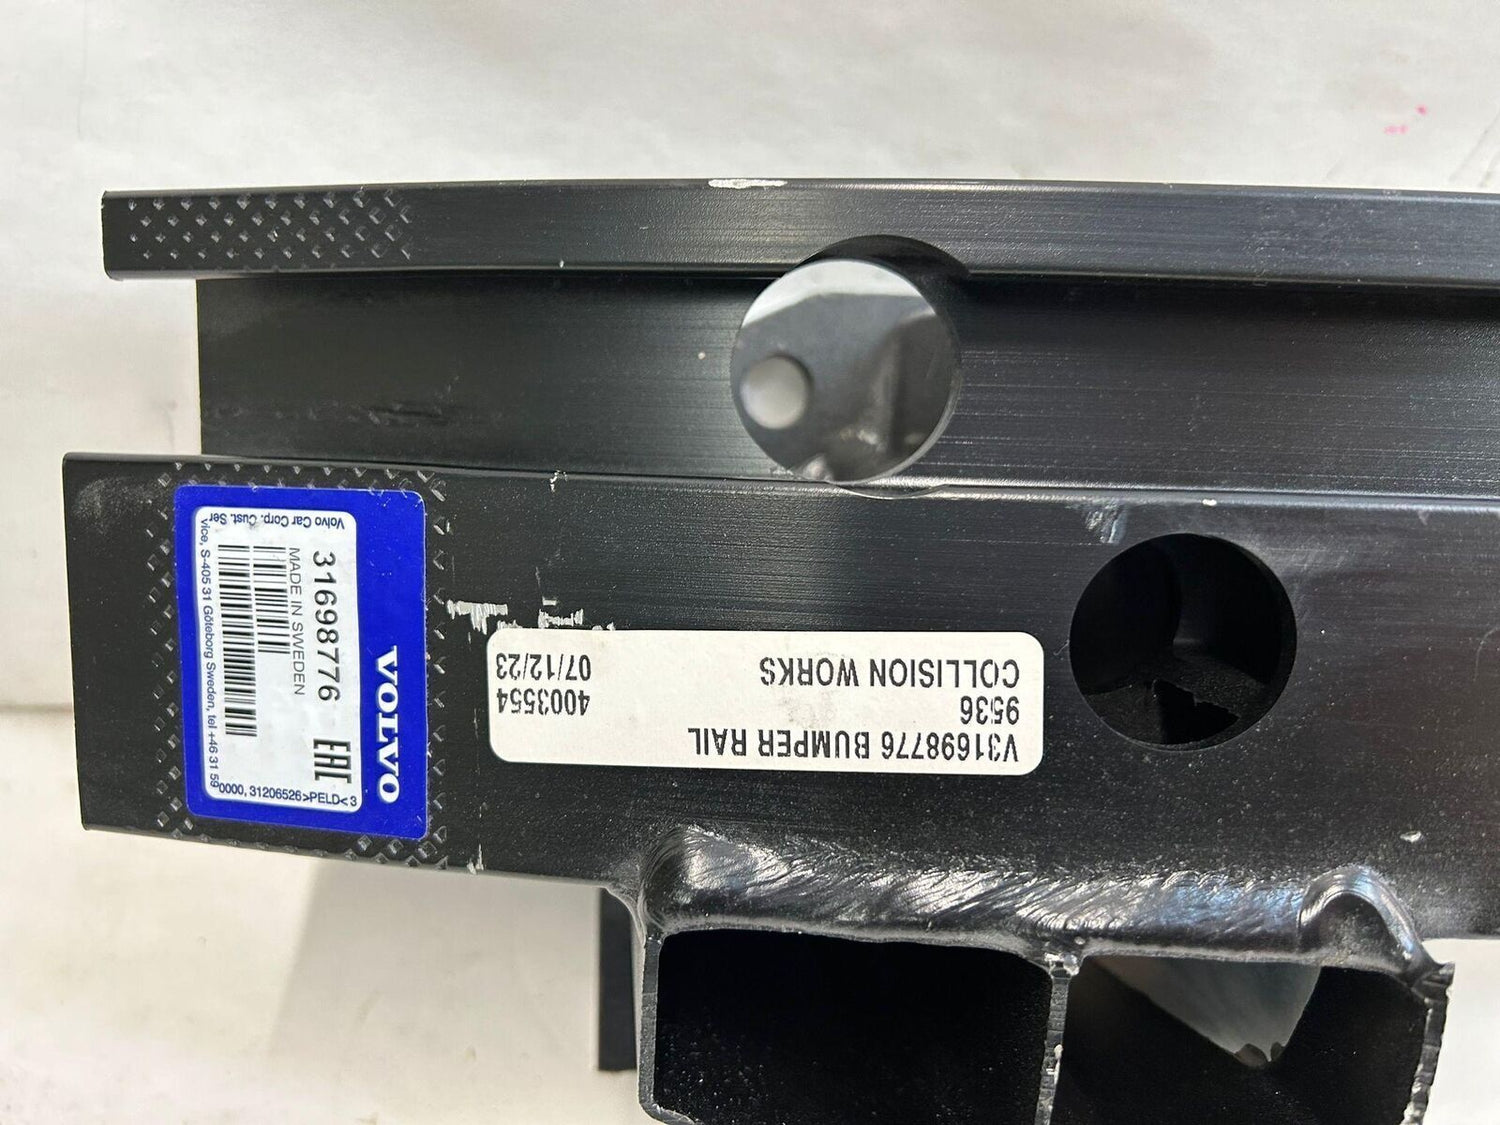 VOLVO
31698776
EAC
MADE IN SWEDEN
Volvo Car Corp. Cust. Ser
vice, S-405 31 Göteborg Sweden, tel +46 31 59
0000, 31206526>PELD<3
V31698776 BUMPER RAIL
9536 4003554
COLLISION WORKS 07/12/23